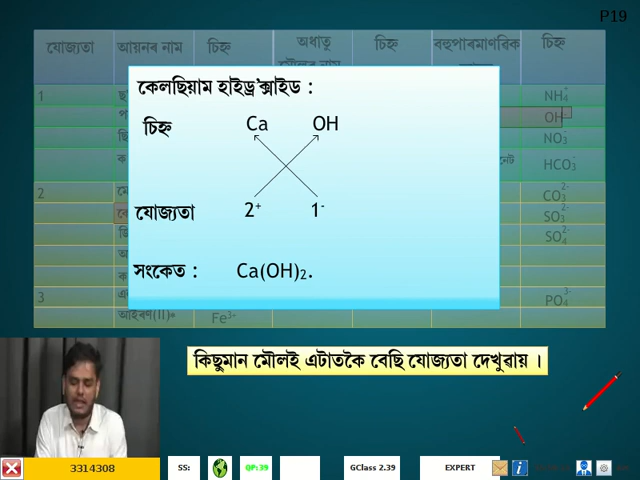 P19
যোজ্যতা আয়নৰ নাম চিহ্ন অধাতু চিহ্ন বহুপাৰমাণৱিক চিহ্ন
1 NH₄⁺
OH⁻
NO₃⁻
HCO₃⁻
2 CO₃²⁻
SO₃²⁻
SO₄²⁻
3 PO₄³⁻
আইৰণ(II)* Fe³⁺
কেলছিয়াম হাইড্ৰ'ক্সাইড :
চিহ্ন Ca OH
যোজ্যতা 2⁺ 1⁻
সংকেত : Ca(OH)₂.
কিছুমান মৌলই এটাতকৈ বেছি যোজ্যতা দেখুৱায় ।
3314308 SS: QP:39 GClass 2.39 EXPERT